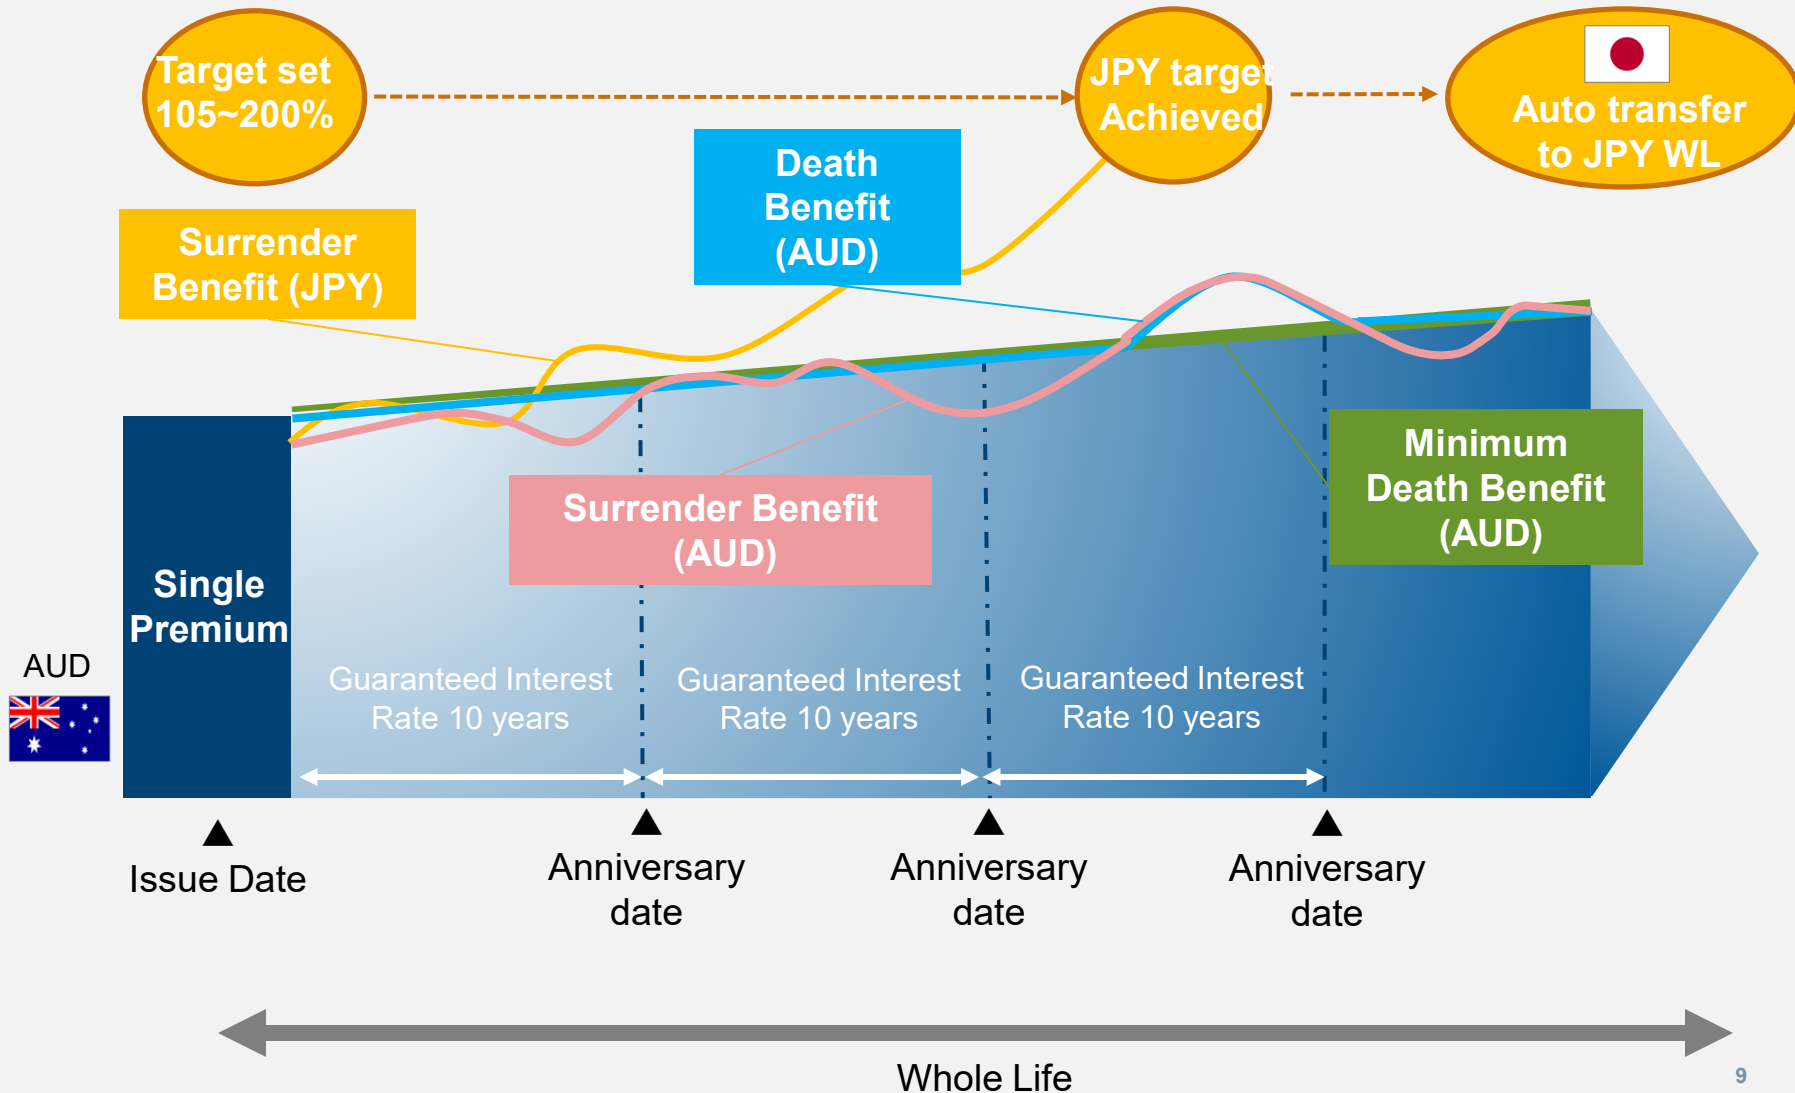 Target set
105~200%
JPY target
Achieved
Auto transfer
to JPY WL
Death
Benefit
(AUD)
Surrender
Benefit (JPY)
Surrender Benefit
(AUD)
Minimum
Death Benefit
(AUD)
Single
Premium
AUD
Guaranteed Interest
Rate 10 years
Guaranteed Interest
Rate 10 years
Guaranteed Interest
Rate 10 years
Issue Date
Anniversary
date
Anniversary
date
Anniversary
date
Whole Life
9